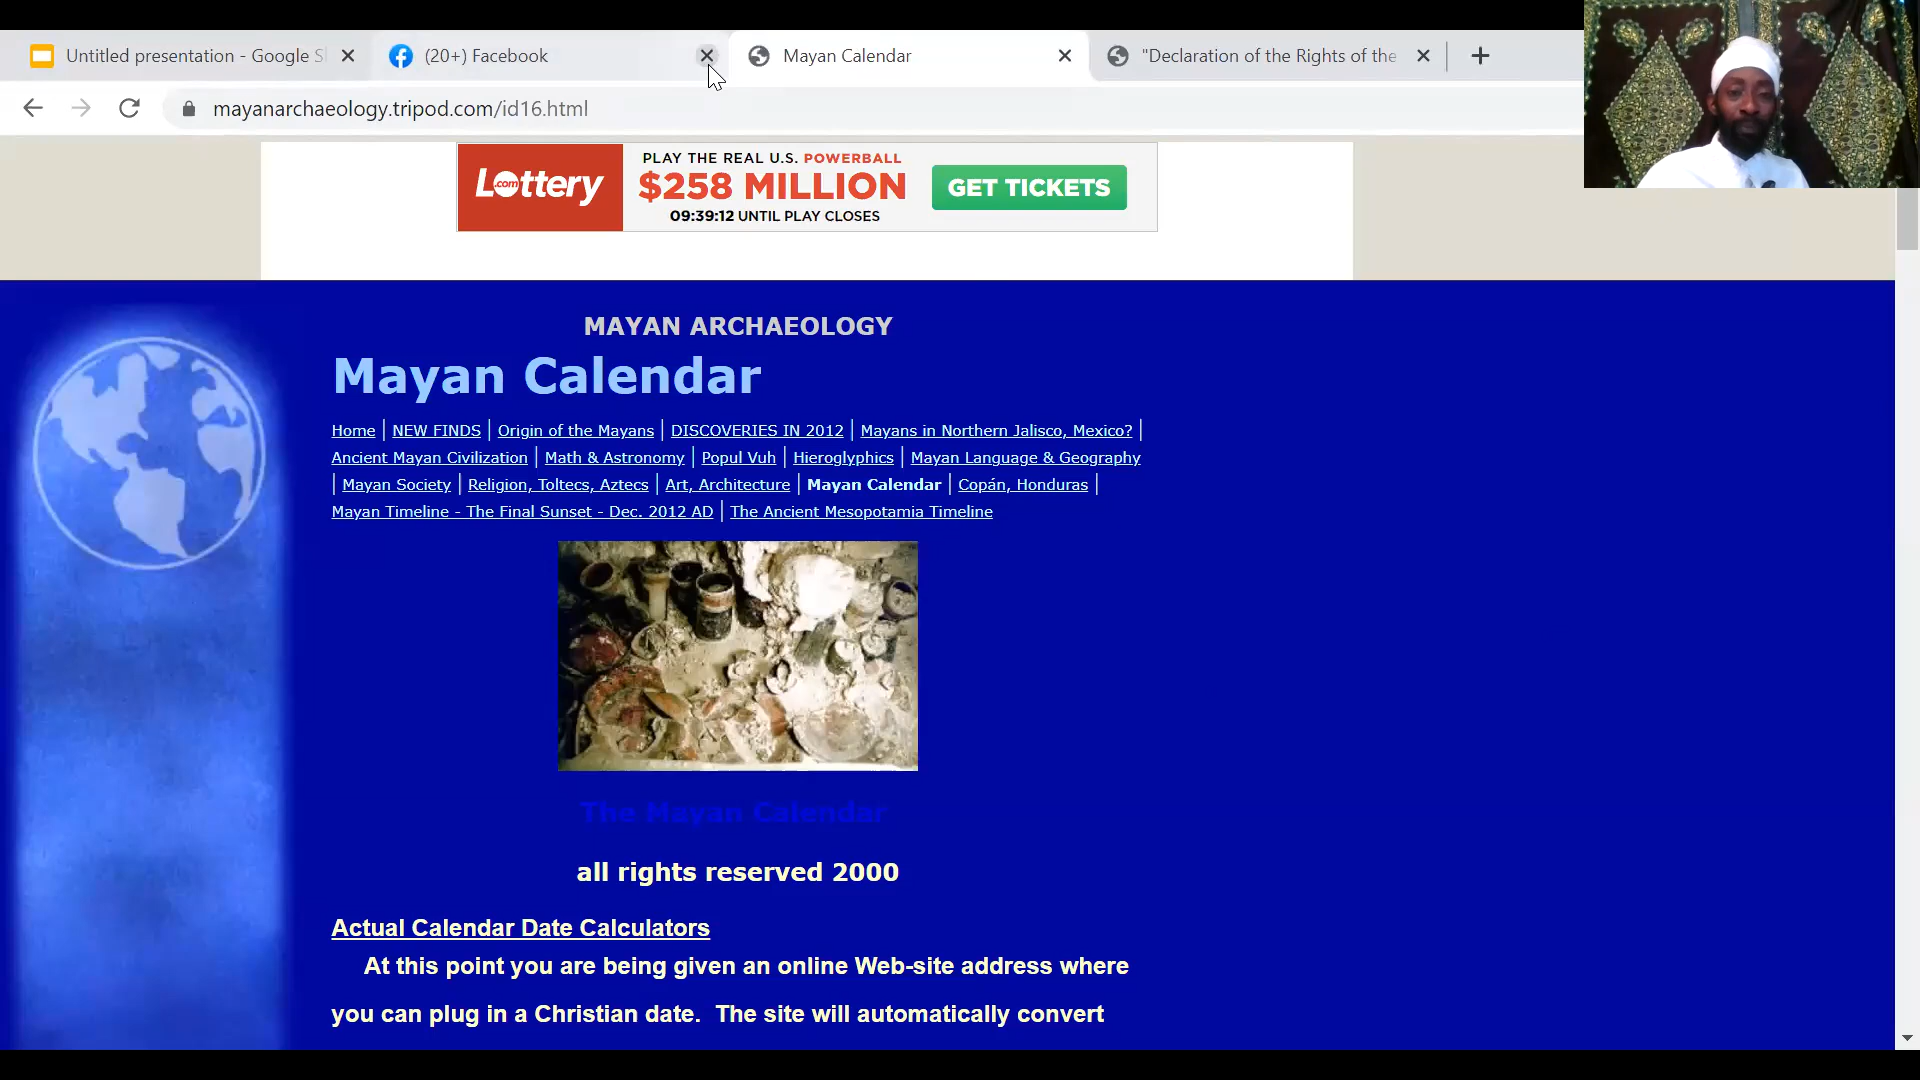 Untitled presentation - Google S
(20+) Facebook
Mayan Calendar
"Declaration of the Rights of the
mayanarchaeology.tripod.com/id16.html
Lottery.com
PLAY THE REAL U.S. POWERBALL
$258 MILLION
09:39:12 UNTIL PLAY CLOSES
GET TICKETS
MAYAN ARCHAEOLOGY
Mayan Calendar
Home | NEW FINDS | Origin of the Mayans | DISCOVERIES IN 2012 | Mayans in Northern Jalisco, Mexico? |
Ancient Mayan Civilization | Math & Astronomy | Popul Vuh | Hieroglyphics | Mayan Language & Geography
| Mayan Society | Religion, Toltecs, Aztecs | Art, Architecture | Mayan Calendar | Copán, Honduras |
Mayan Timeline - The Final Sunset - Dec. 2012 AD | The Ancient Mesopotamia Timeline
The Mayan Calendar
all rights reserved 2000
Actual Calendar Date Calculators
At this point you are being given an online Web-site address where
you can plug in a Christian date. The site will automatically convert